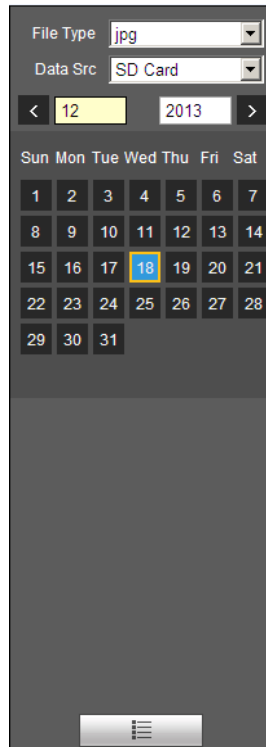 File Type jpg
Data Src SD Card
< 12 2013 >
Sun Mon Tue Wed Thu Fri Sat
1 2 3 4 5 6 7
8 9 10 11 12 13 14
15 16 17 18 19 20 21
22 23 24 25 26 27 28
29 30 31